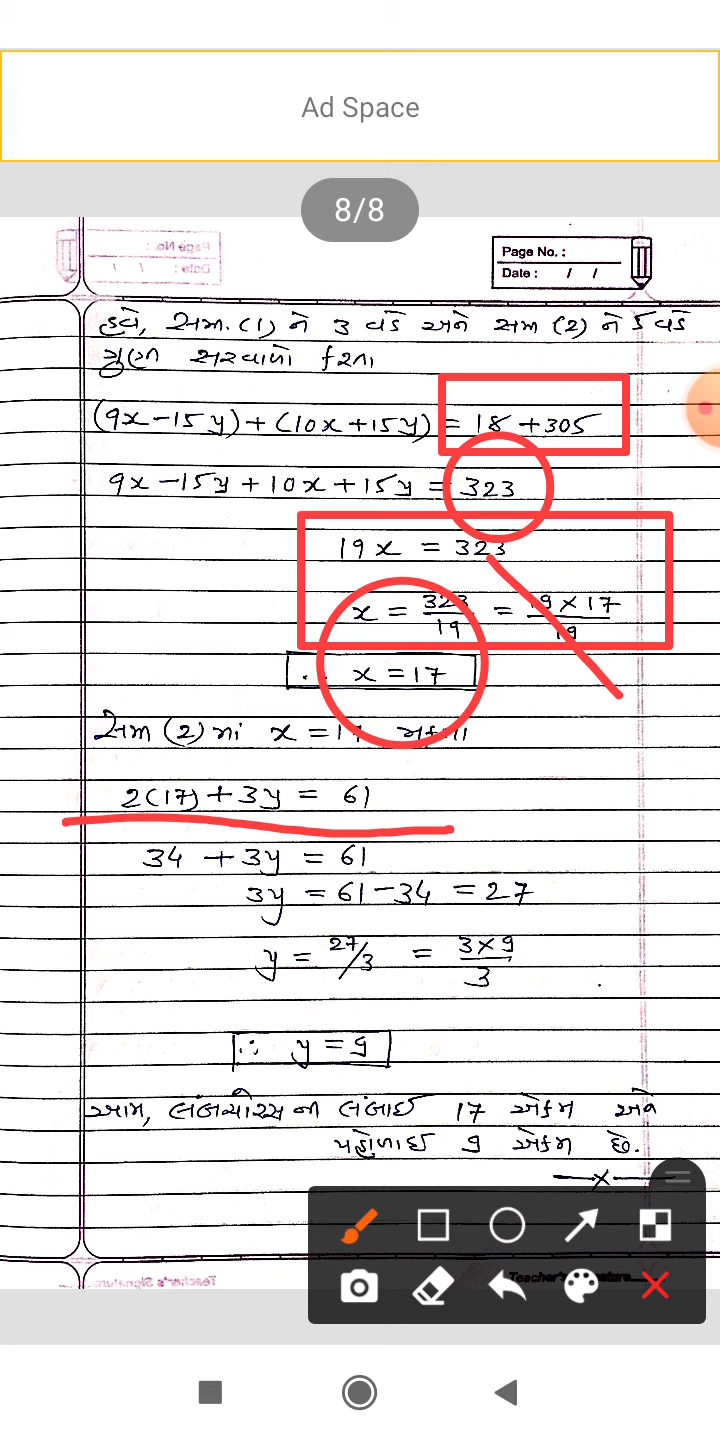 Ad Space
8/8
Page No. :
Date : / /
હવે, સમી. (1) ને 3 વડે અને સમી (2) ને 5 વડે
ગુણી સરવાળો કરતા
(9x-15y)+(10x+15y) = 18+305
9x-15y+10x+15y = 323
19x = 323
x = 323/19 = 19×17/19
∴ x = 17
સમી (2) માં x = 17 મૂકતા
2(17)+3y = 61
34 +3y = 61
3y = 61-34 = 27
y = 27/3 = 3×9/3
∴ y = 9
આમ, લંબચોરસ ની લંબાઈ 17 એકમ અને
પહોળાઈ 9 એકમ છે.
—x—
Teacher's